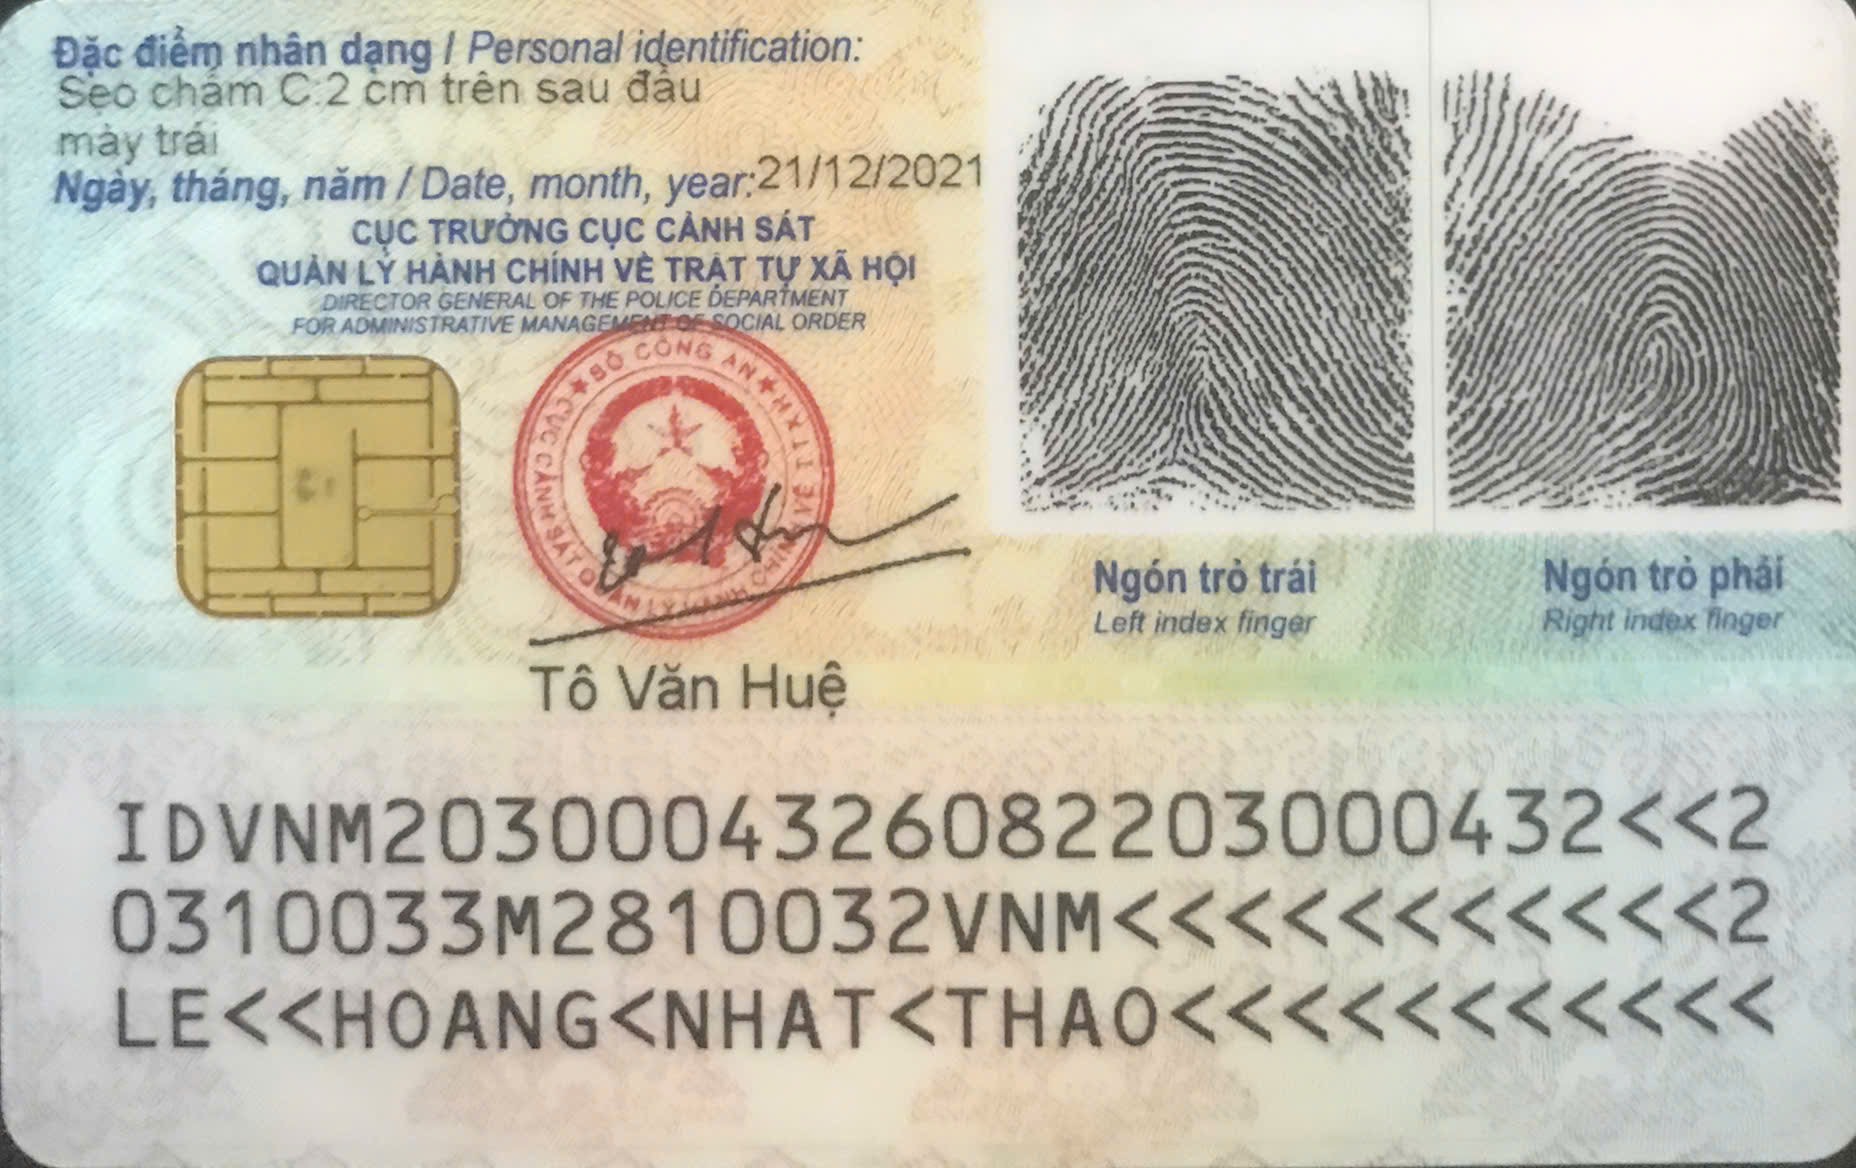 Đặc điểm nhân dạng / Personal identification:
Sẹo chấm C:2 cm trên sau đầu
mày trái
Ngày, tháng, năm / Date, month, year:21/12/2021
CỤC TRƯỞNG CỤC CẢNH SÁT
QUẢN LÝ HÀNH CHÍNH VỀ TRẬT TỰ XÃ HỘI
DIRECTOR GENERAL OF THE POLICE DEPARTMENT
FOR ADMINISTRATIVE MANAGEMENT OF SOCIAL ORDER
BỘ CÔNG AN
CỤC CẢNH SÁT QUẢN LÝ HÀNH CHÍNH VỀ TTXH
Tô Văn Huệ
Ngón trỏ trái
Left index finger
Ngón trỏ phải
Right index finger
IDVNM2030004326082203000432<<2
0310033M2810032VNM<<<<<<<<<<<2
LE<<HOANG<NHAT<THAO<<<<<<<<<<<